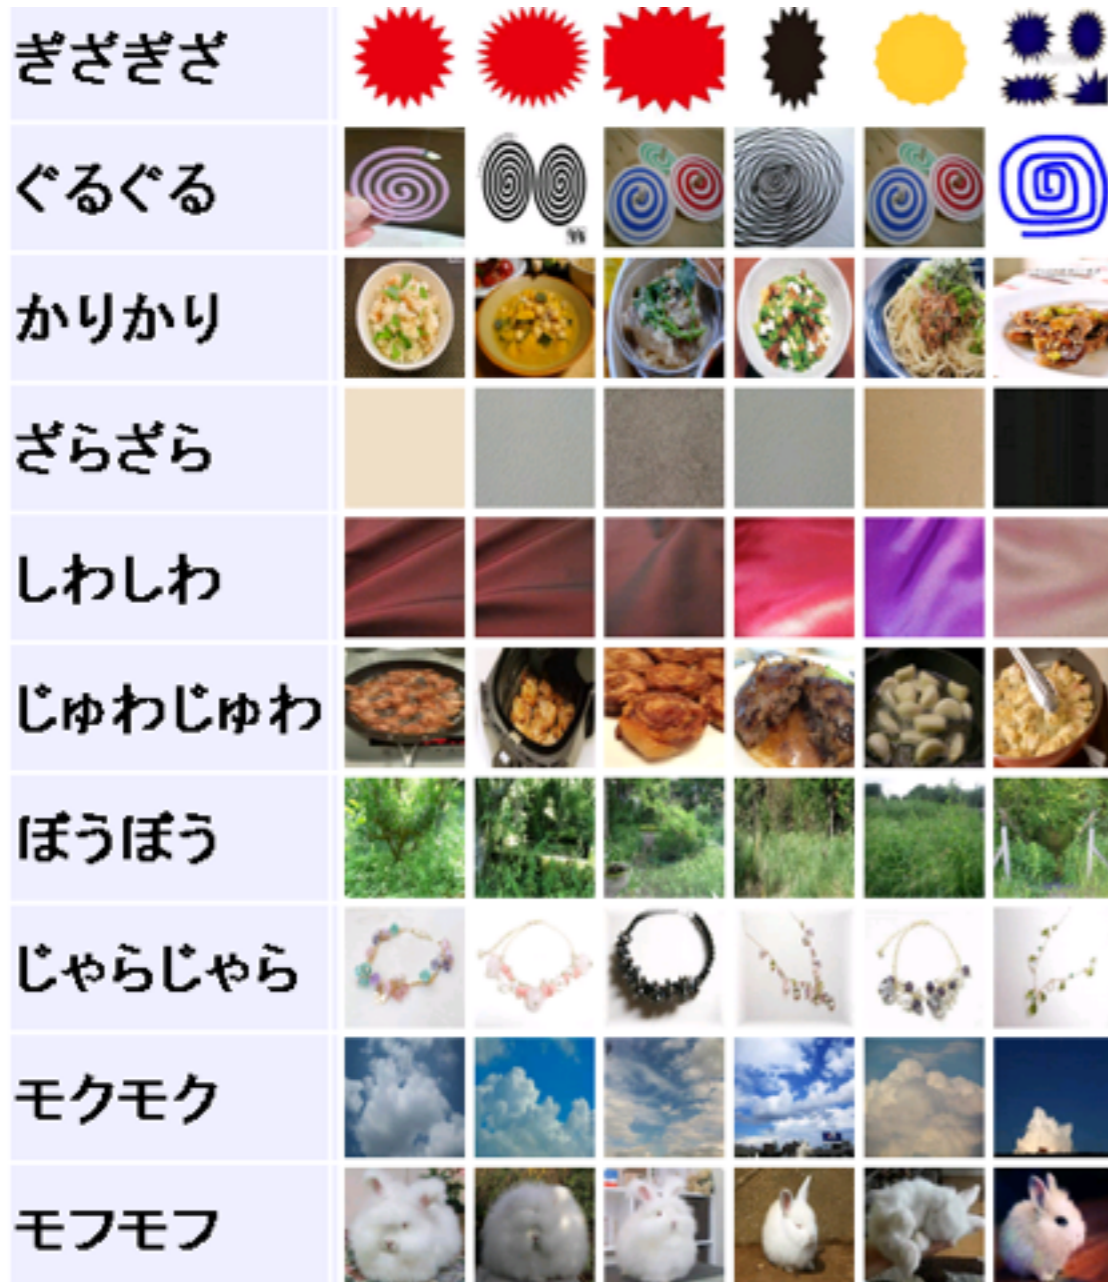 ぎざぎざ
ぐるぐる
かりかり
ざらざら
しわしわ
じゅわじゅわ
ぼうぼう
じゃらじゃら
モクモク
モフモフ